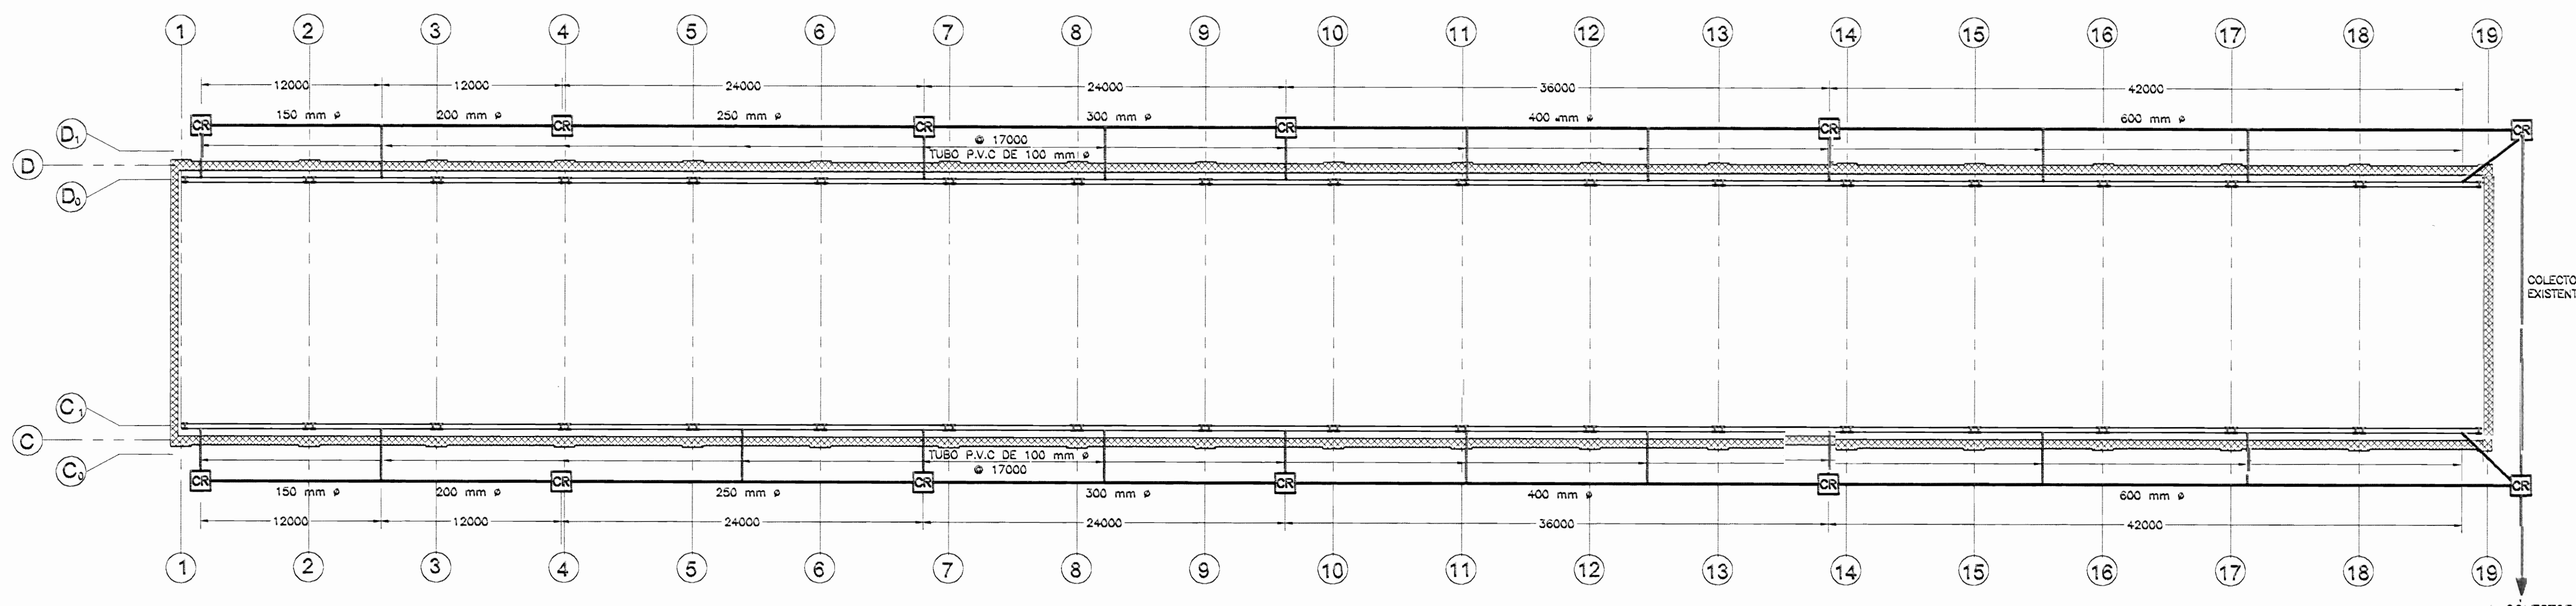 1 2 3 4 5 6 7 8 9 10 11 12 13 14 15 16 17 18 19
12000 12000 24000 24000 36000 42000
150 mm ø 200 mm ø 250 mm ø 300 mm ø 400 mm ø 600 mm ø
CR CR CR CR CR CR
D1
@ 17000
TUBO P.V.C DE 100 mm ø
D
D0
COLECTO
EXISTENT
C1
C
TUBO P.V.C DE 100 mm ø
@ 17000
C0
CR CR CR CR CR CR
150 mm ø 200 mm ø 250 mm ø 300 mm ø 400 mm ø 600 mm ø
12000 12000 24000 24000 36000 42000
1 2 3 4 5 6 7 8 9 10 11 12 13 14 15 16 17 18 19